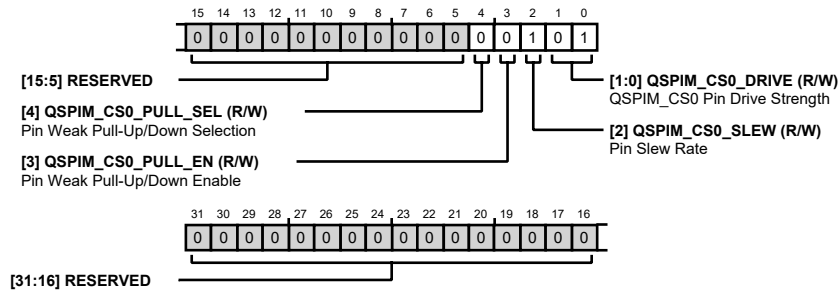 15 14 13 12 11 10 9 8 7 6 5 4 3 2 1 0
0 0 0 0 0 0 0 0 0 0 0 0 0 1 0 1
[15:5] RESERVED
[4] QSPIM_CS0_PULL_SEL (R/W)
Pin Weak Pull-Up/Down Selection
[3] QSPIM_CS0_PULL_EN (R/W)
Pin Weak Pull-Up/Down Enable
[1:0] QSPIM_CS0_DRIVE (R/W)
QSPIM_CS0 Pin Drive Strength
[2] QSPIM_CS0_SLEW (R/W)
Pin Slew Rate
31 30 29 28 27 26 25 24 23 22 21 20 19 18 17 16
0 0 0 0 0 0 0 0 0 0 0 0 0 0 0 0
[31:16] RESERVED